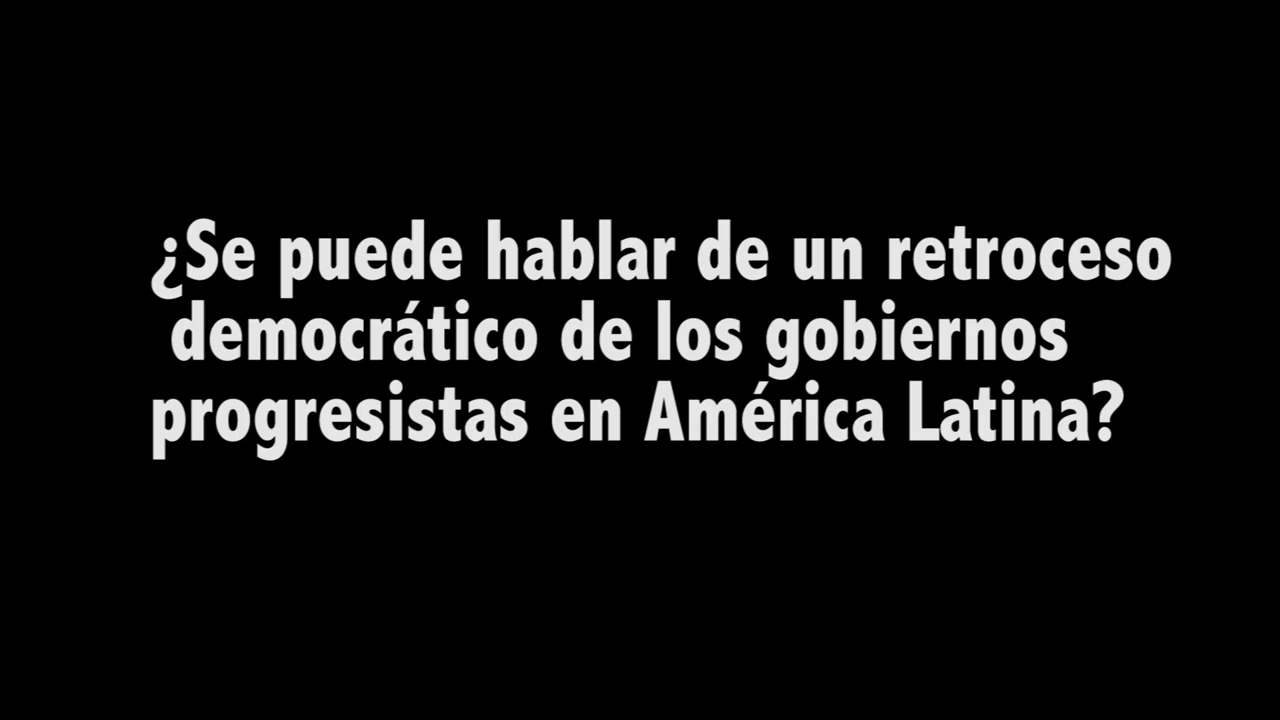 ¿Se puede hablar de un retroceso
democrático de los gobiernos
progresistas en América Latina?